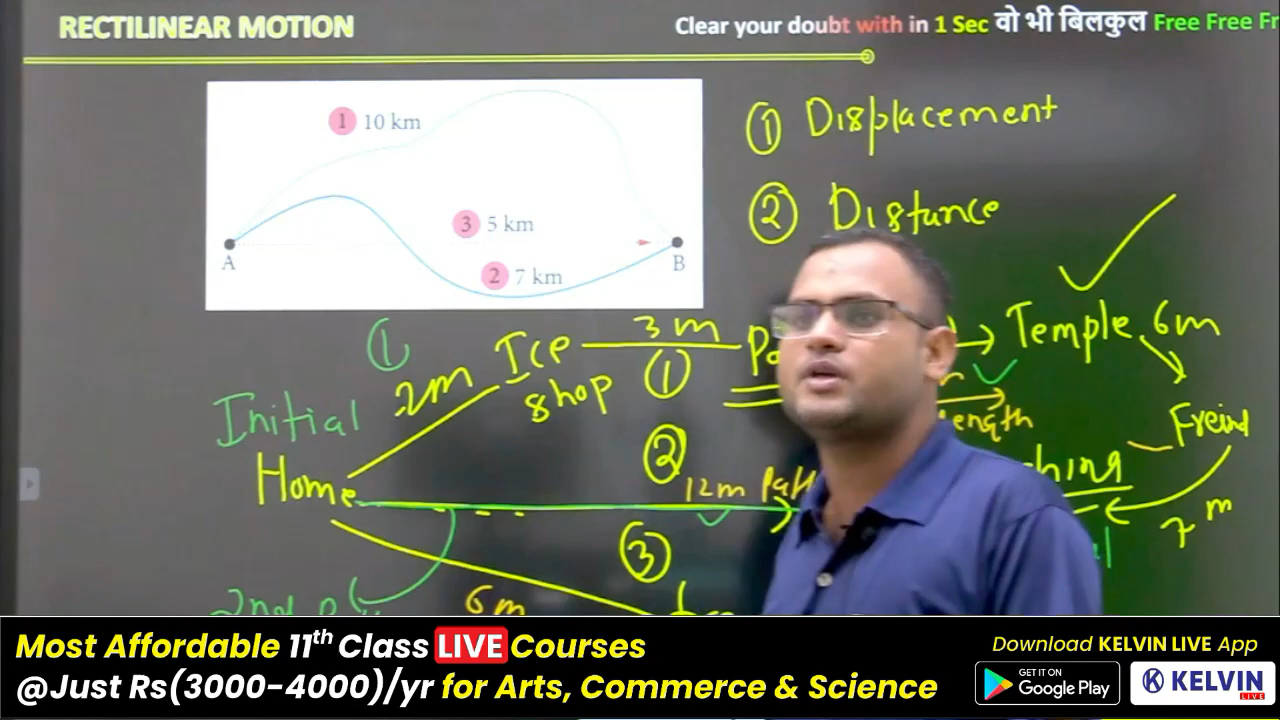 RECTILINEAR MOTION
Clear your doubt with in 1 Sec वो भी बिलकुल Free Free
1 10 km
3 5 km
A
B
2 7 km
① Displacement
② Distance
①
Initial
2m
Ice shop
3 m
①
Temple
6m
Freind
7 m
Home
②
12m
③
6m
ength
Most Affordable 11th Class LIVE Courses
@Just Rs(3000-4000)/yr for Arts, Commerce & Science
Download KELVIN LIVE App
GET IT ON
Google Play
KELVIN
LIVE